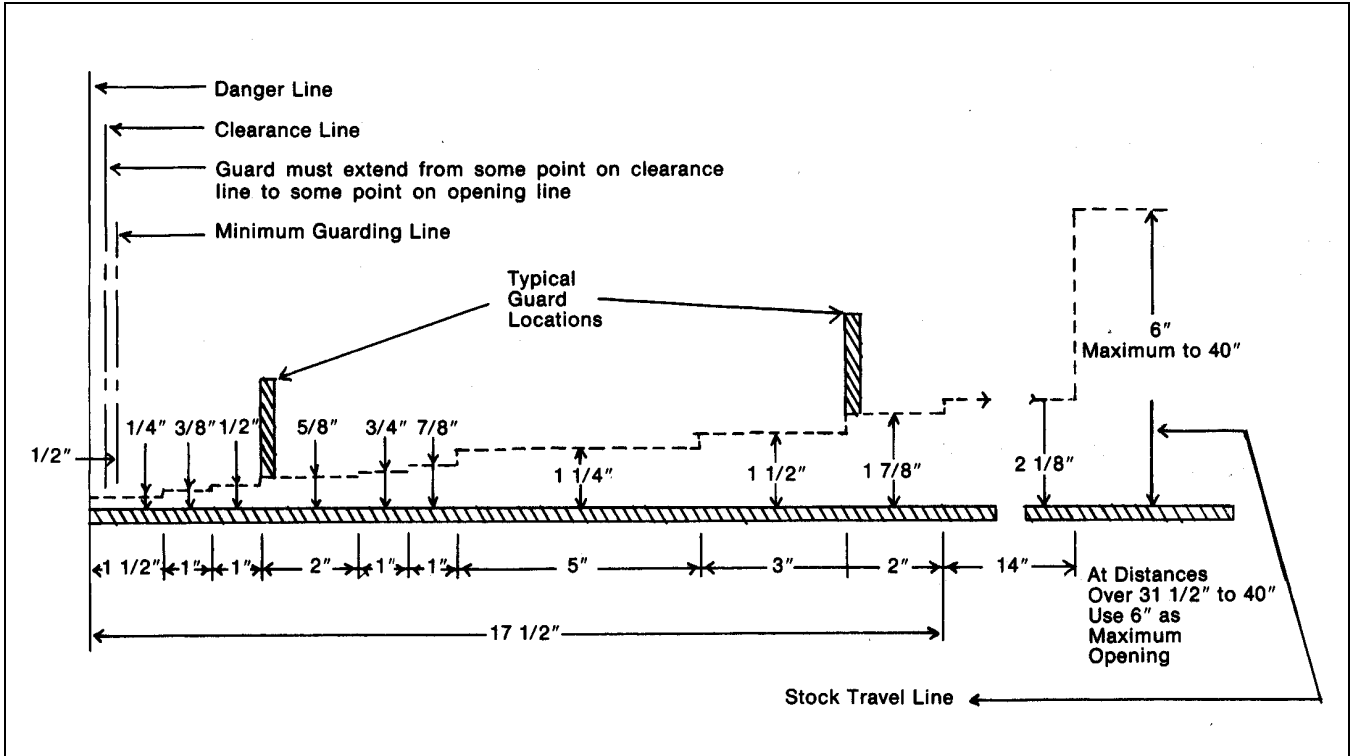 Danger Line
Clearance Line
Guard must extend from some point on clearance
line to some point on opening line
Minimum Guarding Line
Typical
Guard
Locations
6″
Maximum to 40″
1/4″ 3/8″ 1/2″ 5/8″ 3/4″ 7/8″
1/2″
1 1/4″ 1 1/2″ 1 7/8″ 2 1/8″
1 1/2″ 1″ 1″ 2″ 1″ 1″ 5″ 3″ 2″ 14″
At Distances
Over 31 1/2″ to 40″
Use 6″ as
Maximum
Opening
17 1/2″
Stock Travel Line